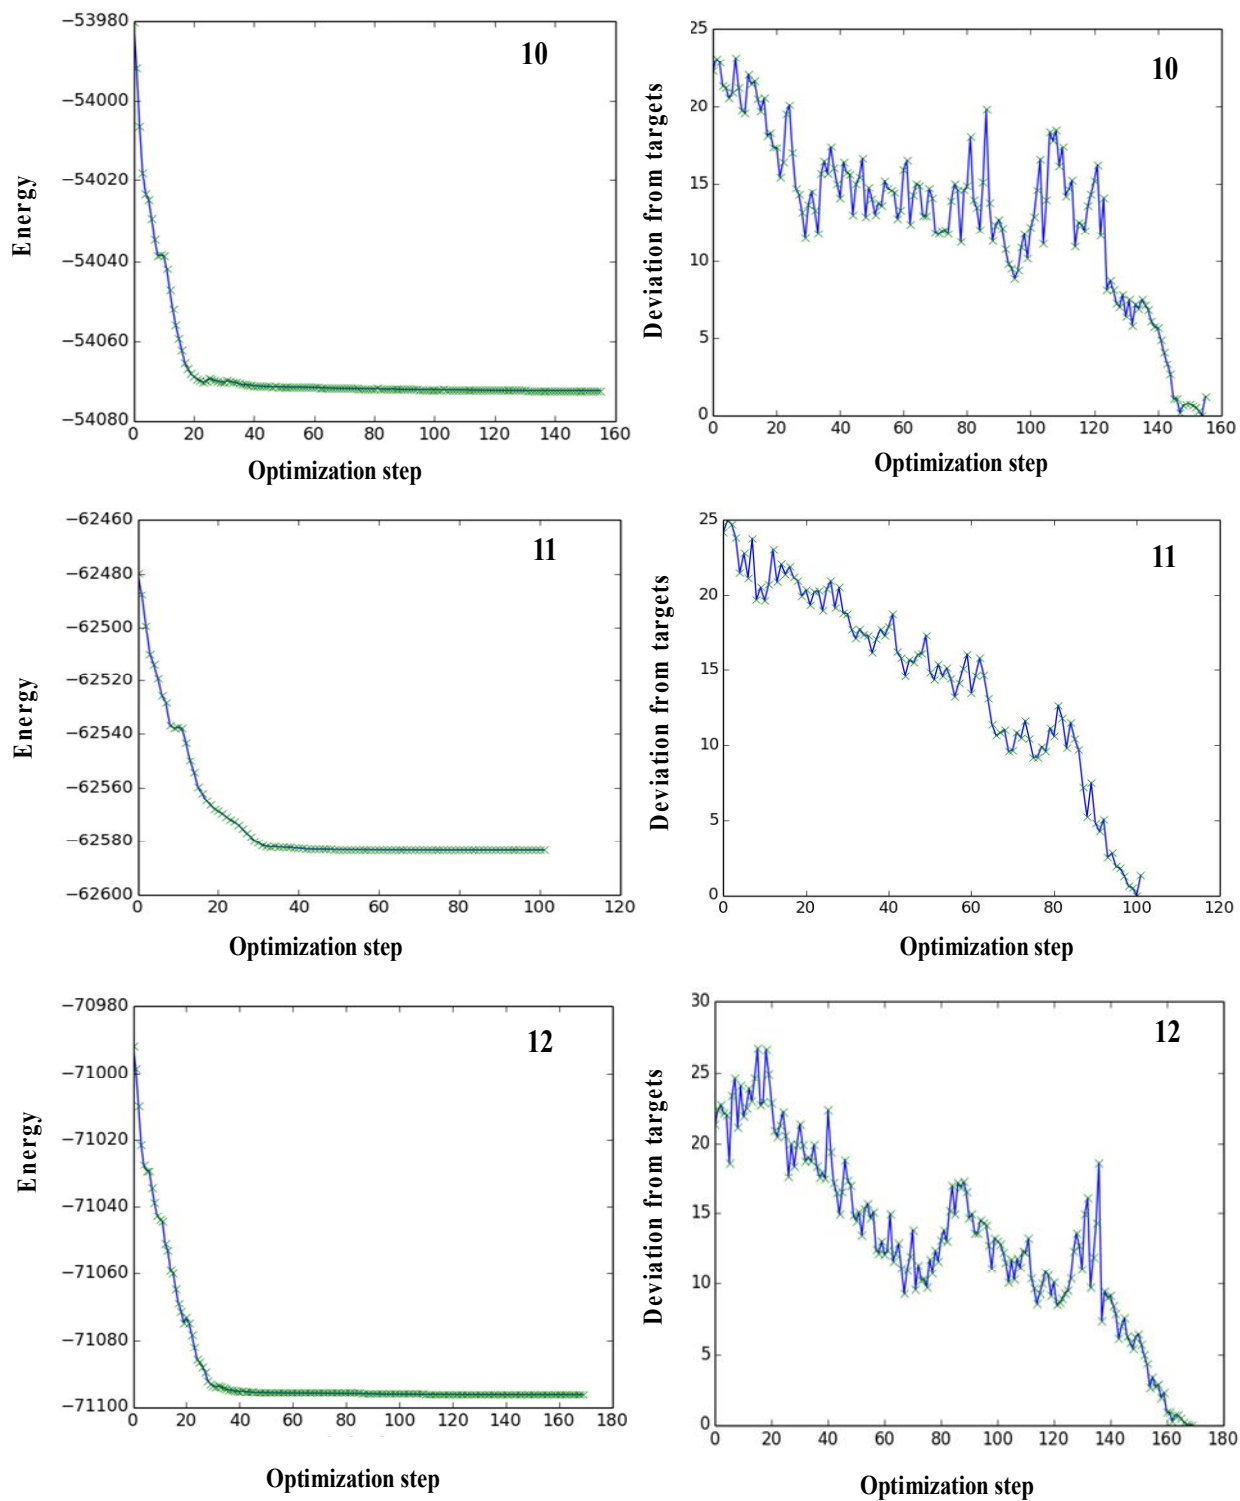 −53980
−54000
−54020
−54040
−54060
−54080
Energy
10
0 20 40 60 80 100 120 140 160
Optimization step
25
20
15
10
5
0
Deviation from targets
10
0 20 40 60 80 100 120 140 160
Optimization step
−62460
−62480
−62500
−62520
−62540
−62560
−62580
−62600
Energy
11
0 20 40 60 80 100 120
Optimization step
25
20
15
10
5
0
Deviation from targets
11
0 20 40 60 80 100 120
Optimization step
−70980
−71000
−71020
−71040
−71060
−71080
−71100
Energy
12
0 20 40 60 80 100 120 140 160 180
Optimization step
30
25
20
15
10
5
0
Deviation from targets
12
0 20 40 60 80 100 120 140 160 180
Optimization step